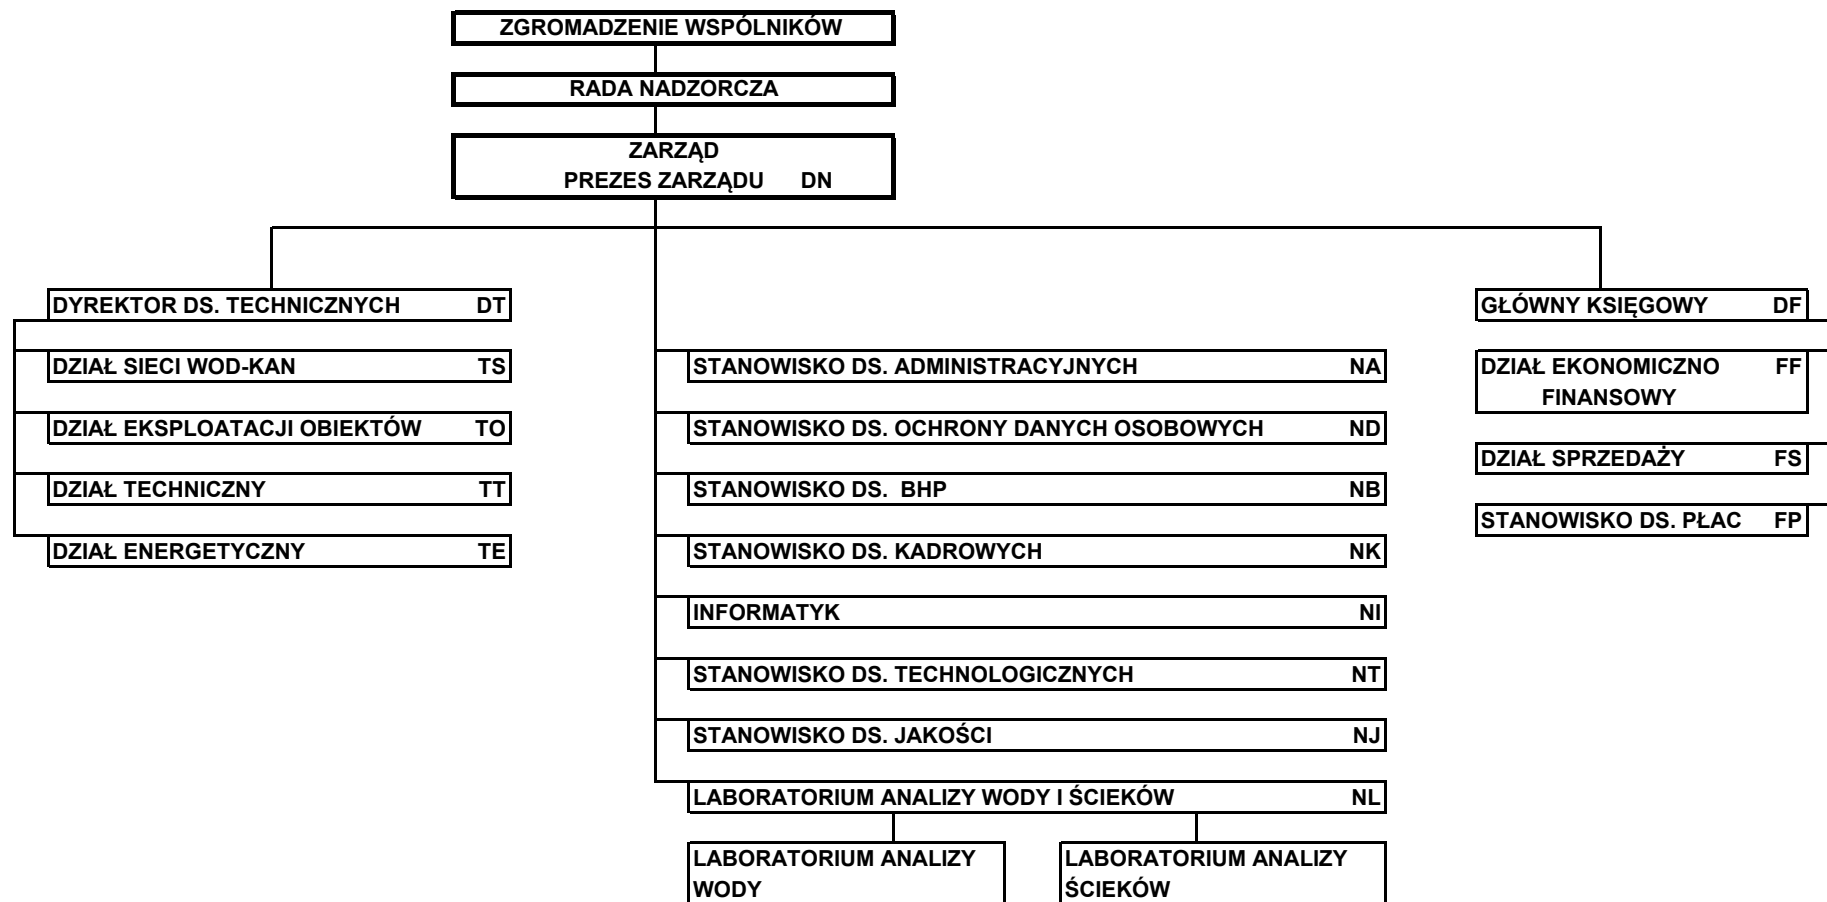 ZGROMADZENIE WSPÓLNIKÓW
RADA NADZORCZA
ZARZĄD
PREZES ZARZĄDU DN
DYREKTOR DS. TECHNICZNYCH DT
DZIAŁ SIECI WOD-KAN TS
DZIAŁ EKSPLOATACJI OBIEKTÓW TO
DZIAŁ TECHNICZNY TT
DZIAŁ ENERGETYCZNY TE
STANOWISKO DS. ADMINISTRACYJNYCH NA
STANOWISKO DS. OCHRONY DANYCH OSOBOWYCH ND
STANOWISKO DS. BHP NB
STANOWISKO DS. KADROWYCH NK
INFORMATYK NI
STANOWISKO DS. TECHNOLOGICZNYCH NT
STANOWISKO DS. JAKOŚCI NJ
LABORATORIUM ANALIZY WODY I ŚCIEKÓW NL
LABORATORIUM ANALIZY
WODY
LABORATORIUM ANALIZY
ŚCIEKÓW
GŁÓWNY KSIĘGOWY DF
DZIAŁ EKONOMICZNO FF
FINANSOWY
DZIAŁ SPRZEDAŻY FS
STANOWISKO DS. PŁAC FP